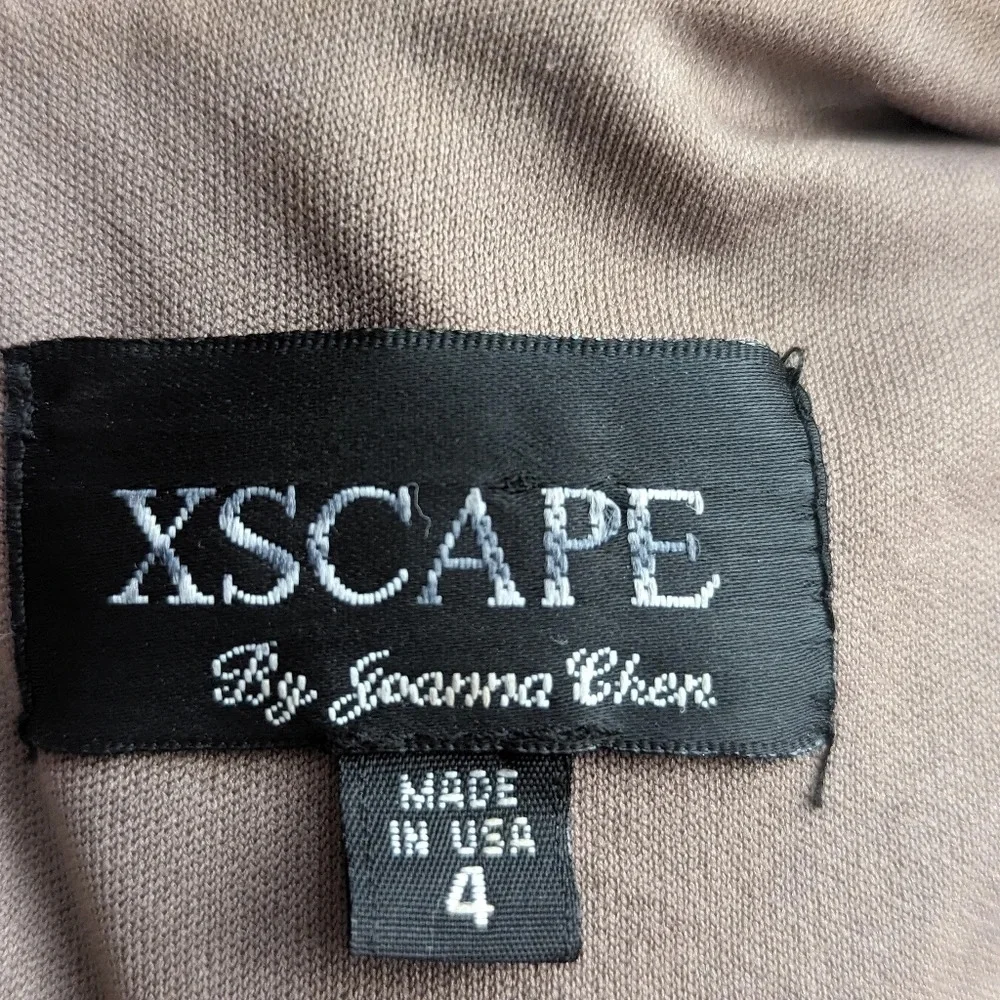 XSCAPE
By Joanna Chen
MADE
IN USA
4